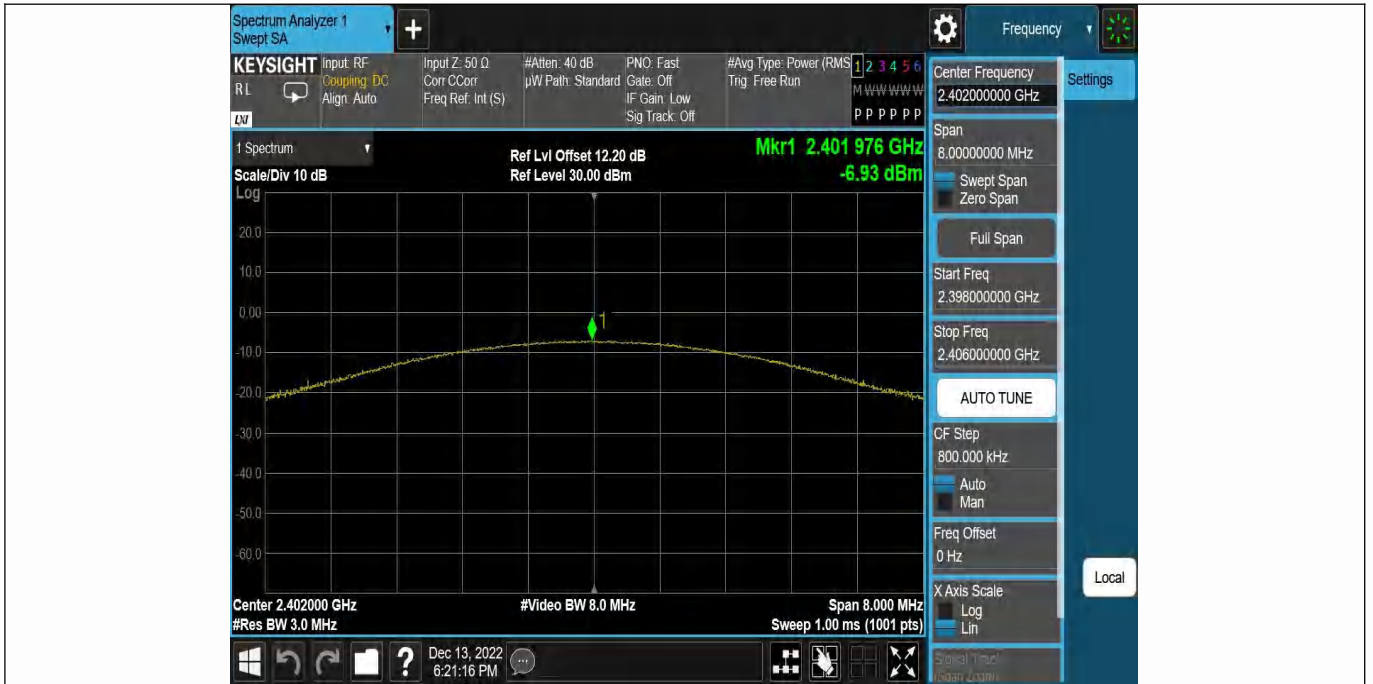 Spectrum Analyzer 1
Swept SA
+
Frequency
KEYSIGHT
RL
LXI
Input: RF
Coupling: DC
Align: Auto
Input Z: 50 Ω
Corr CCorr
Freq Ref: Int (S)
#Atten: 40 dB
µW Path: Standard
PNO: Fast
Gate: Off
IF Gain: Low
Sig Track: Off
#Avg Type: Power (RMS
Trig: Free Run
1 2 3 4 5 6
M W W W W W
P P P P P P
1 Spectrum
Scale/Div 10 dB
Ref Lvl Offset 12.20 dB
Ref Level 30.00 dBm
Mkr1 2.401 976 GHz
-6.93 dBm
Log
20.0
10.0
0.00
-10.0
-20.0
-30.0
-40.0
-50.0
-60.0
1
Center 2.402000 GHz
#Video BW 8.0 MHz
Span 8.000 MHz
#Res BW 3.0 MHz
Sweep 1.00 ms (1001 pts)
Center Frequency
2.402000000 GHz
Settings
Span
8.00000000 MHz
Swept Span
Zero Span
Full Span
Start Freq
2.398000000 GHz
Stop Freq
2.406000000 GHz
AUTO TUNE
CF Step
800.000 kHz
Auto
Man
Freq Offset
0 Hz
X Axis Scale
Log
Lin
Local
Signal Track
(Span Zoom)
?
Dec 13, 2022
6:21:16 PM